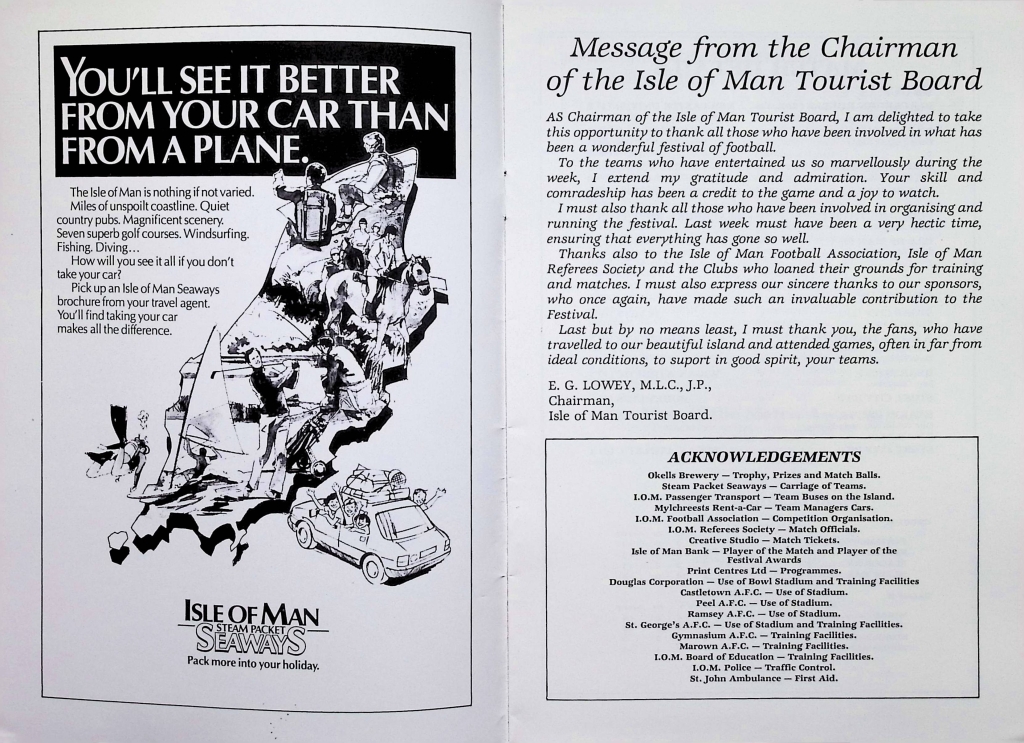 YOU'LL SEE IT BETTER
FROM YOUR CAR THAN
FROM A PLANE.
The Isle of Man is nothing if not varied.
Miles of unspoilt coastline. Quiet
country pubs. Magnificent scenery.
Seven superb golf courses. Windsurfing.
Fishing. Diving...
How will you see it all if you don't
take your car?
Pick up an Isle of Man Seaways
brochure from your travel agent.
You'll find taking your car
makes all the difference.
ISLE OF MAN
STEAM PACKET
SEAWAYS
Pack more into your holiday.
Message from the Chairman
of the Isle of Man Tourist Board
AS Chairman of the Isle of Man Tourist Board, I am delighted to take
this opportunity to thank all those who have been involved in what has
been a wonderful festival of football.
To the teams who have entertained us so marvellously during the
week, I extend my gratitude and admiration. Your skill and
comradeship has been a credit to the game and a joy to watch.
I must also thank all those who have been involved in organising and
running the festival. Last week must have been a very hectic time,
ensuring that everything has gone so well.
Thanks also to the Isle of Man Football Association, Isle of Man
Referees Society and the Clubs who loaned their grounds for training
and matches. I must also express our sincere thanks to our sponsors,
who once again, have made such an invaluable contribution to the
Festival.
Last but by no means least, I must thank you, the fans, who have
travelled to our beautiful island and attended games, often in far from
ideal conditions, to suport in good spirit, your teams.
E. G. LOWEY, M.L.C., J.P.,
Chairman,
Isle of Man Tourist Board.
ACKNOWLEDGEMENTS
Okells Brewery — Trophy, Prizes and Match Balls.
Steam Packet Seaways — Carriage of Teams.
I.O.M. Passenger Transport — Team Buses on the Island.
Mylchreests Rent-a-Car — Team Managers Cars.
I.O.M. Football Association — Competition Organisation.
I.O.M. Referees Society — Match Officials.
Creative Studio — Match Tickets.
Isle of Man Bank — Player of the Match and Player of the
Festival Awards
Print Centres Ltd — Programmes.
Douglas Corporation — Use of Bowl Stadium and Training Facilities
Castletown A.F.C. — Use of Stadium.
Peel A.F.C. — Use of Stadium.
Ramsey A.F.C. — Use of Stadium.
St. George's A.F.C. — Use of Stadium and Training Facilities.
Gymnasium A.F.C. — Training Facilities.
Marown A.F.C. — Training Facilities.
I.O.M. Board of Education — Training Facilities.
I.O.M. Police — Traffic Control.
St. John Ambulance — First Aid.